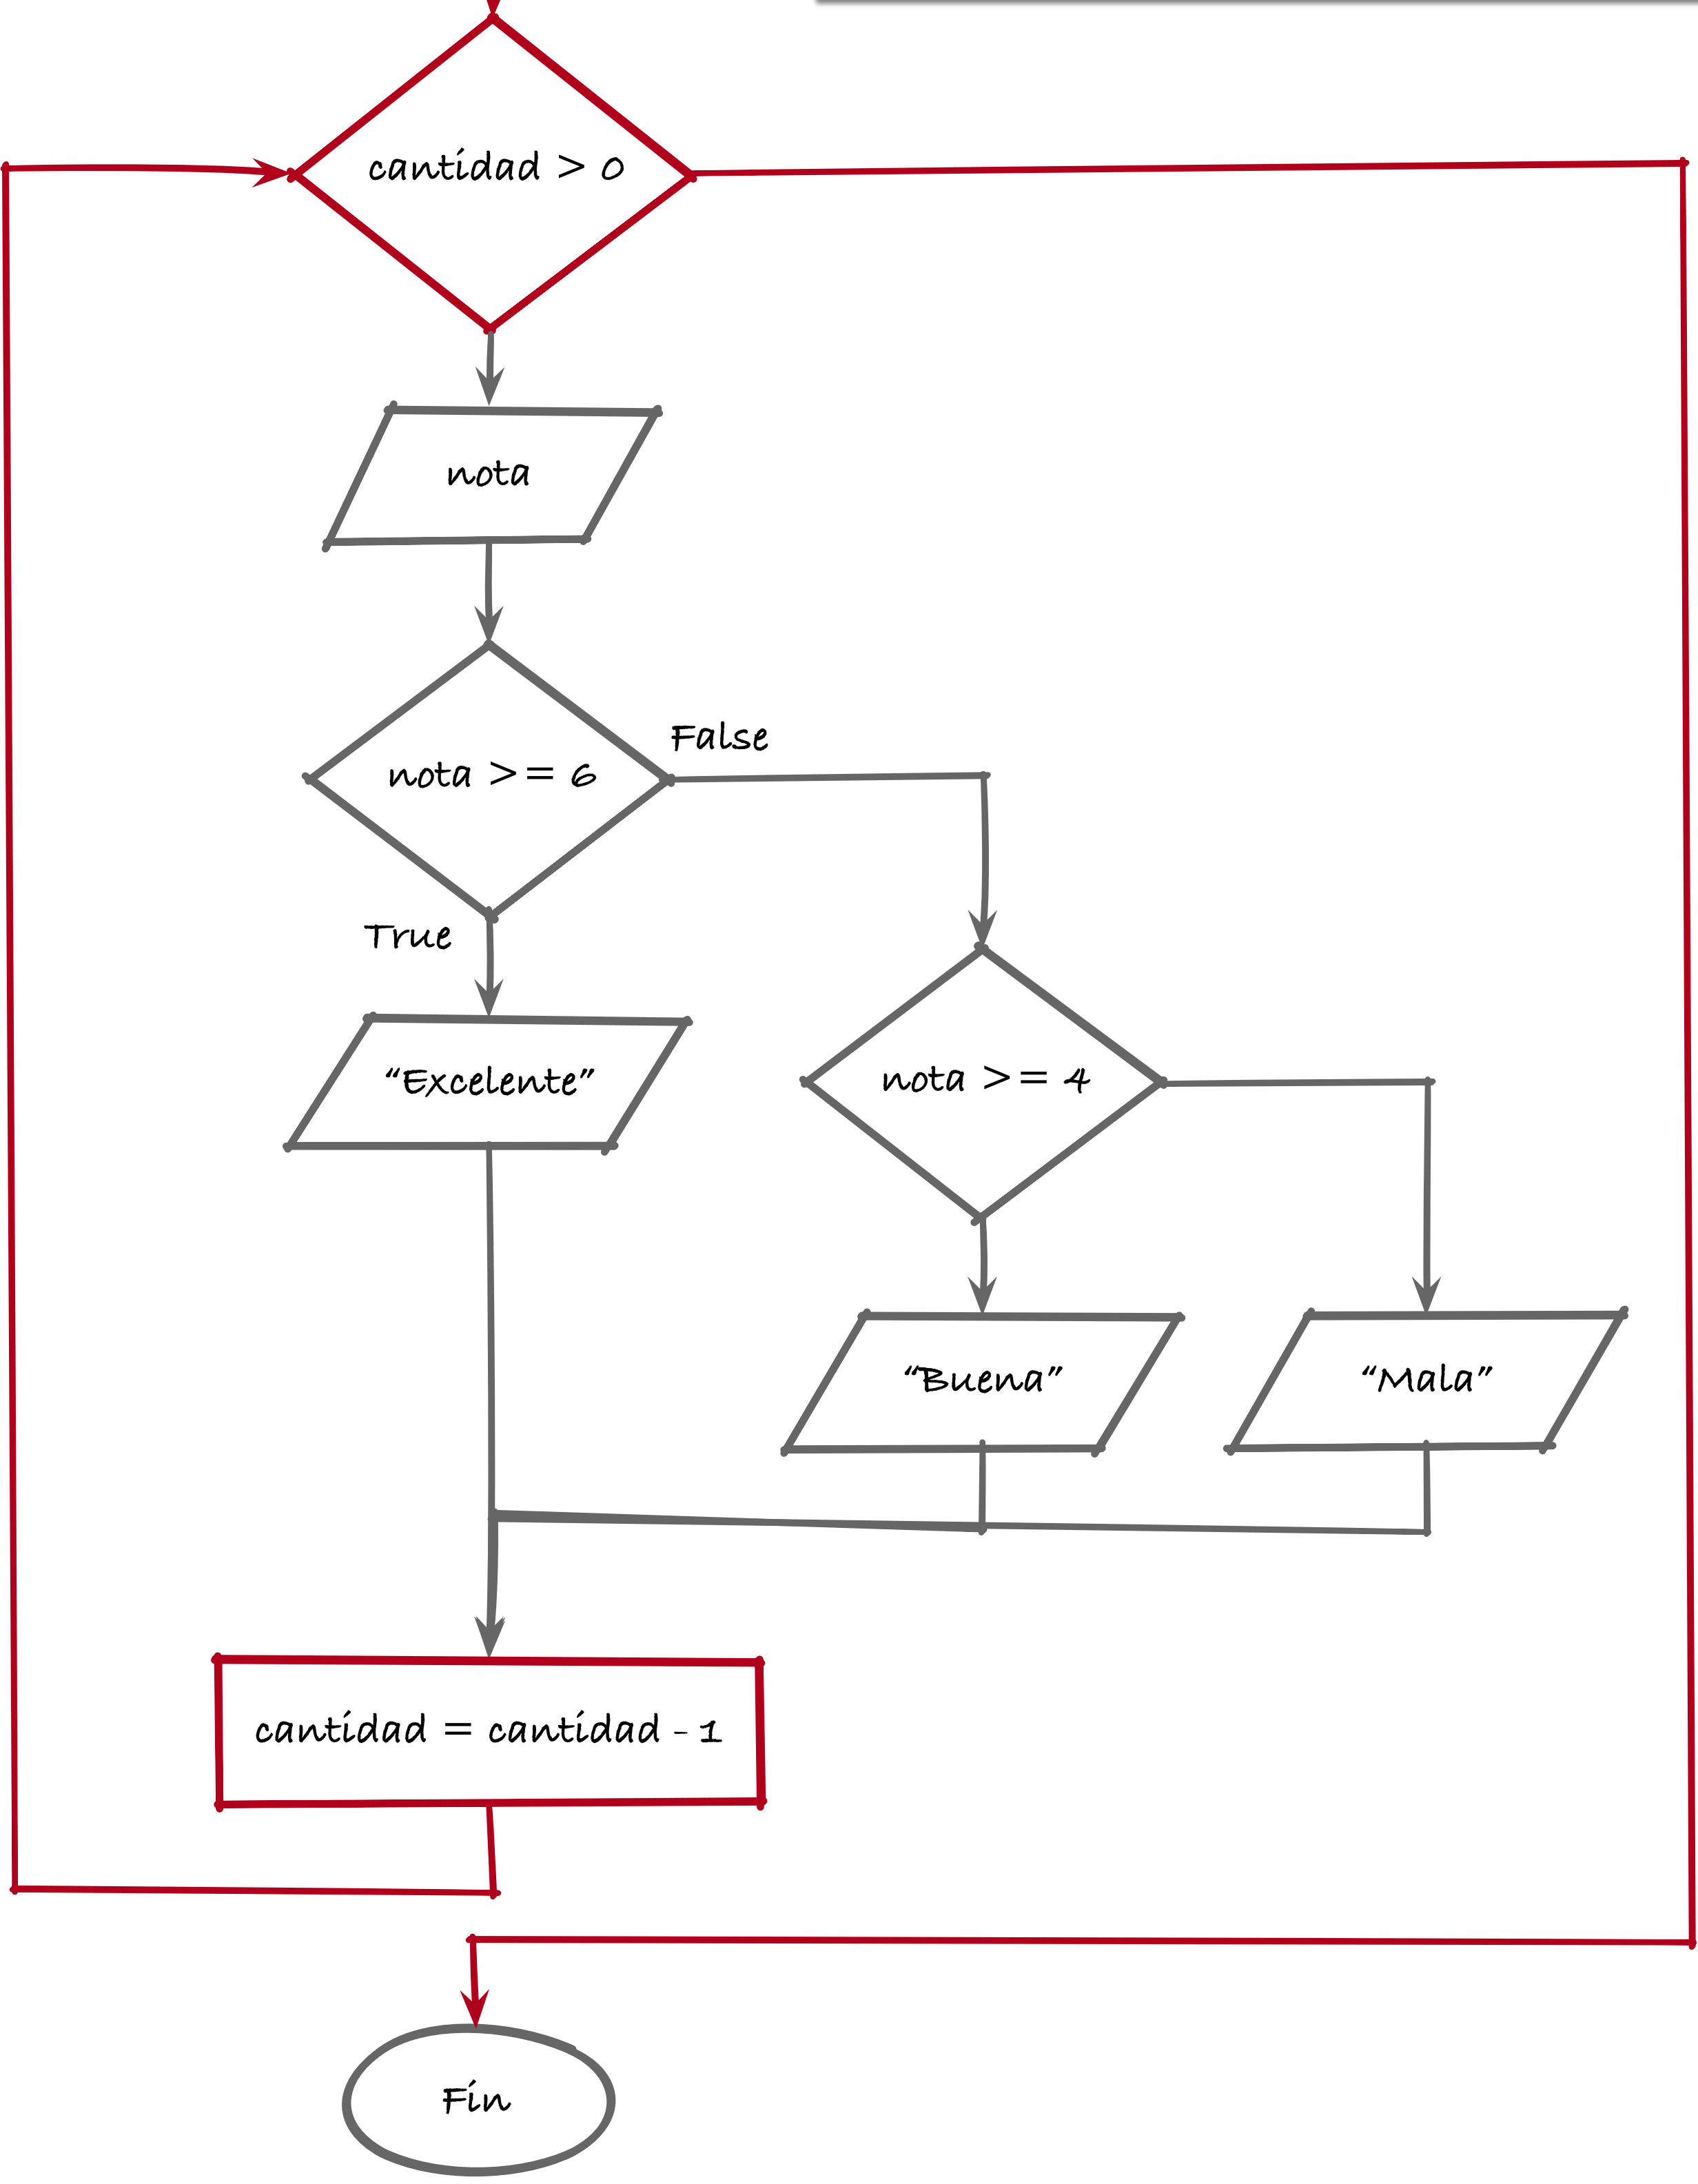 cantidad > 0
nota
False
nota >= 6
True
“Excelente”
nota >= 4
“Buena”
“Mala”
cantidad = cantidad - 1
Fin